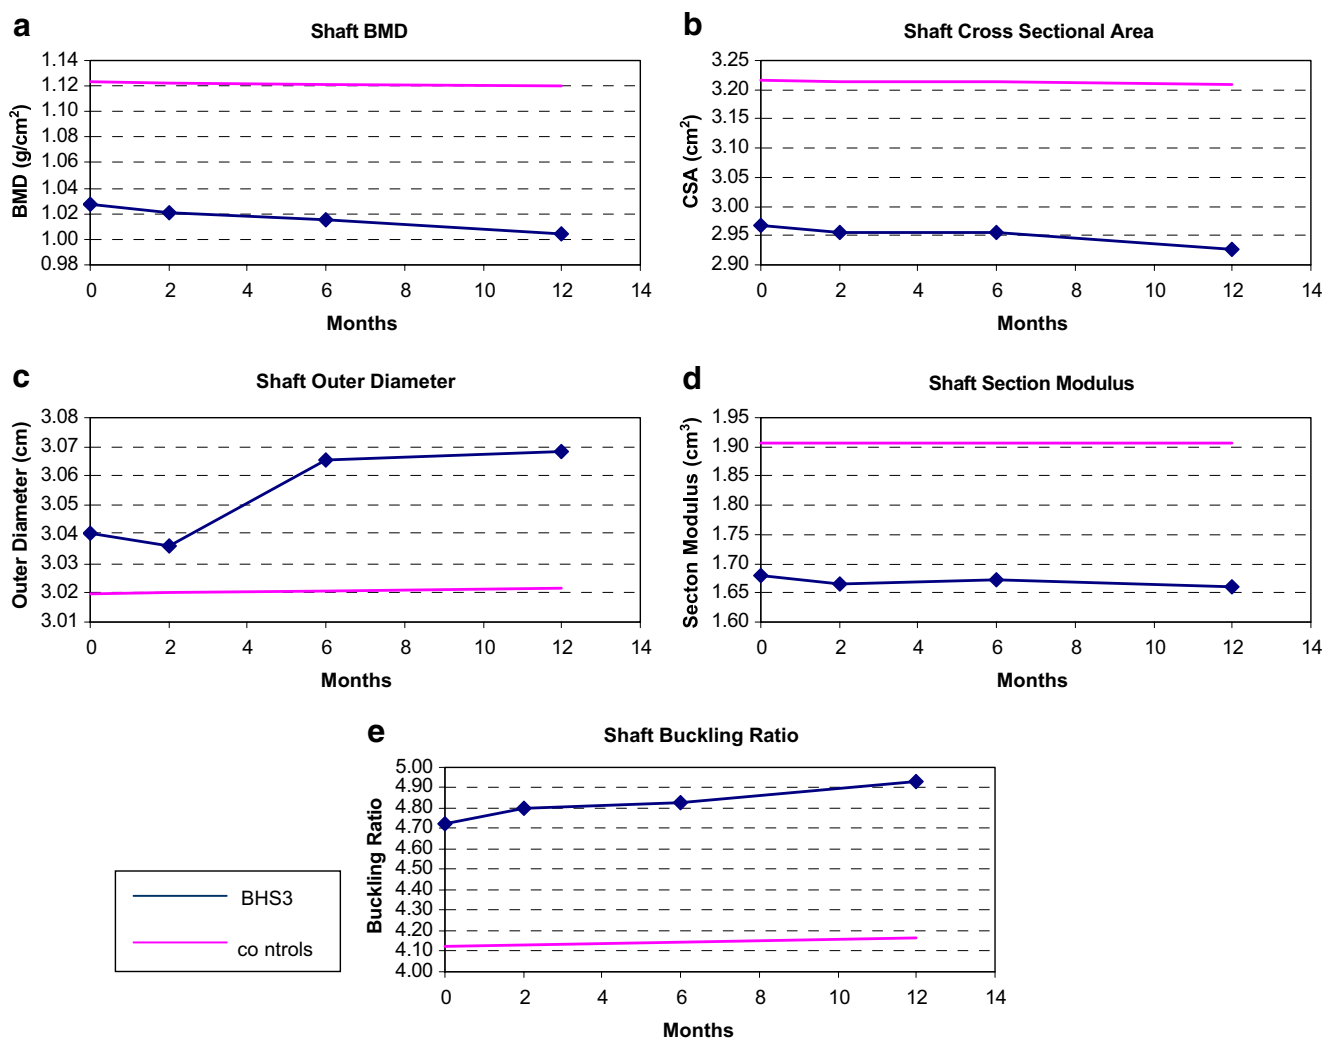 a
Shaft BMD
BMD (g/cm²)
1.14
1.12
1.10
1.08
1.06
1.04
1.02
1.00
0.98
0 2 4 6 8 10 12 14
Months
b
Shaft Cross Sectional Area
CSA (cm²)
3.25
3.20
3.15
3.10
3.05
3.00
2.95
2.90
0 2 4 6 8 10 12 14
Months
c
Shaft Outer Diameter
Outer Diameter (cm)
3.08
3.07
3.06
3.05
3.04
3.03
3.02
3.01
0 2 4 6 8 10 12 14
Months
d
Shaft Section Modulus
Secton Modulus (cm³)
1.95
1.90
1.85
1.80
1.75
1.70
1.65
1.60
0 2 4 6 8 10 12 14
Months
e
Shaft Buckling Ratio
Buckling Ratio
5.00
4.90
4.80
4.70
4.60
4.50
4.40
4.30
4.20
4.10
4.00
0 2 4 6 8 10 12 14
Months
BHS3
co ntrols